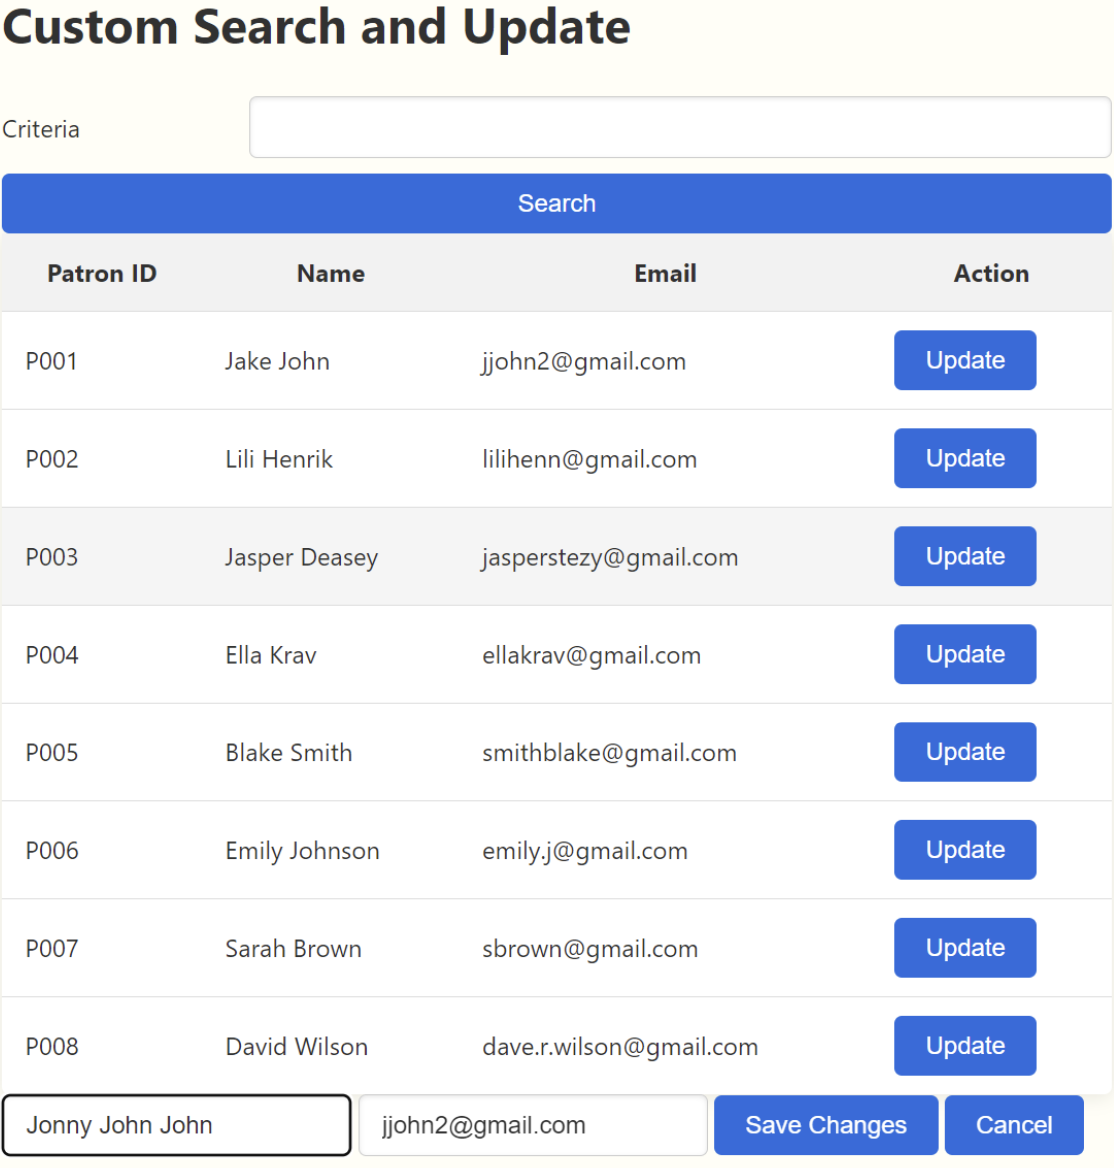 Custom Search and Update
Criteria
Search
Patron ID Name Email Action
P001 Jake John jjohn2@gmail.com Update
P002 Lili Henrik lilihenn@gmail.com Update
P003 Jasper Deasey jasperstezy@gmail.com Update
P004 Ella Krav ellakrav@gmail.com Update
P005 Blake Smith smithblake@gmail.com Update
P006 Emily Johnson emily.j@gmail.com Update
P007 Sarah Brown sbrown@gmail.com Update
P008 David Wilson dave.r.wilson@gmail.com Update
Jonny John John jjohn2@gmail.com Save Changes Cancel